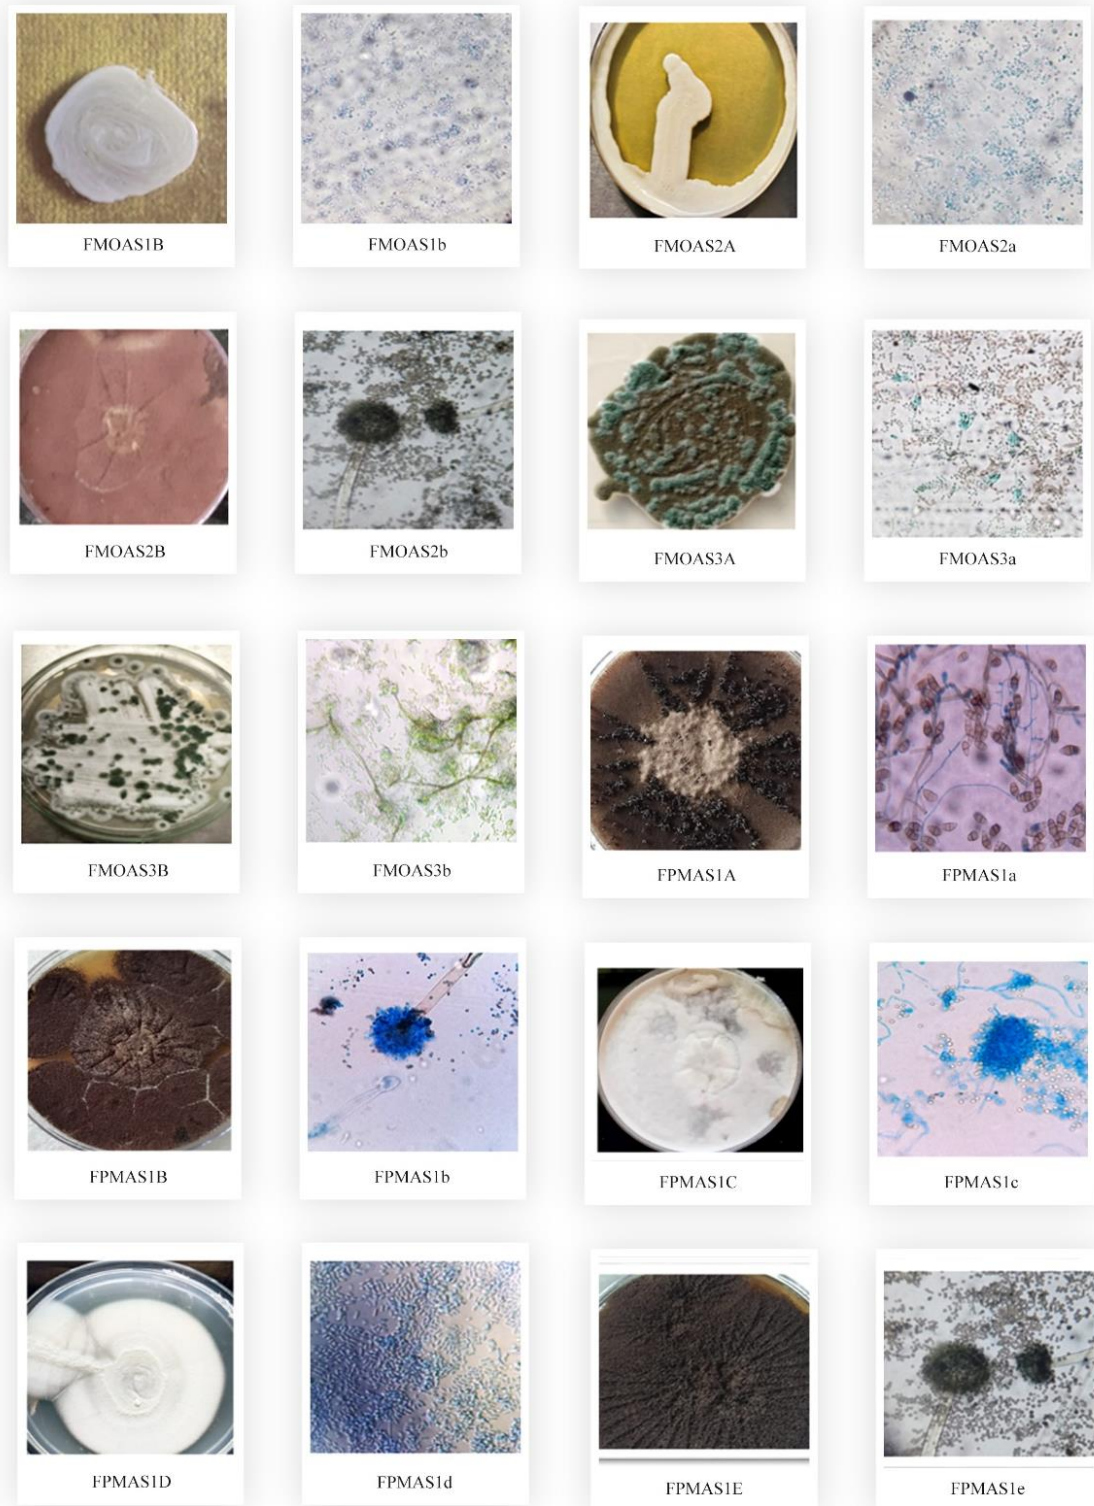 FMOAS1B
FMOAS1b
FMOAS2A
FMOAS2a
FMOAS2B
FMOAS2b
FMOAS3A
FMOAS3a
FMOAS3B
FMOAS3b
FPMAS1A
FPMAS1a
FPMAS1B
FPMAS1b
FPMAS1C
FPMAS1c
FPMAS1D
FPMAS1d
FPMAS1E
FPMAS1e